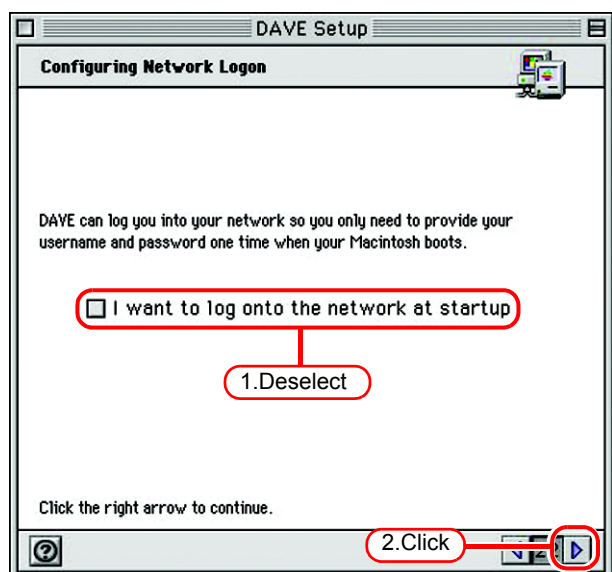 DAVE Setup
Configuring Network Logon
DAVE can log you into your network so you only need to provide your
username and password one time when your Macintosh boots.
I want to log onto the network at startup
1.Deselect
Click the right arrow to continue.
2.Click